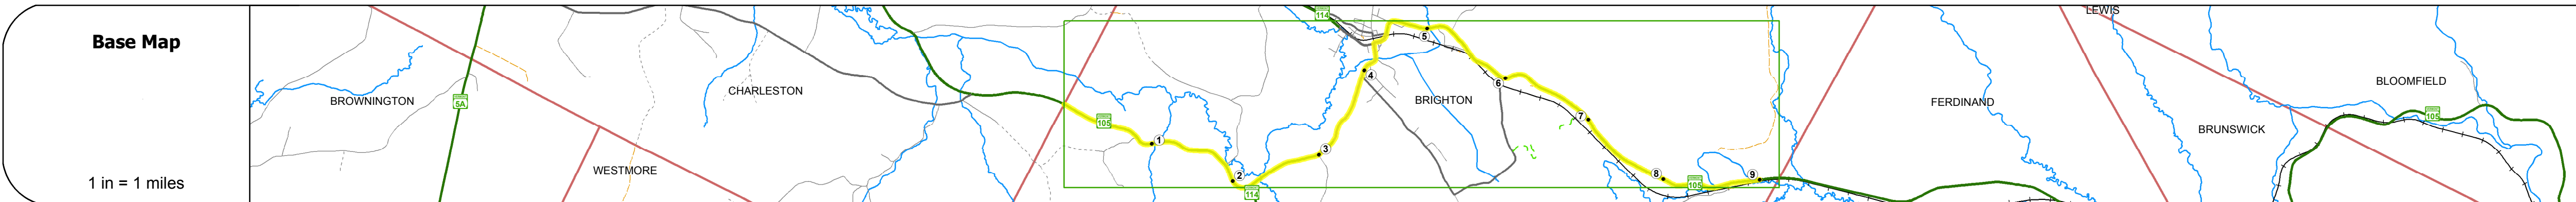 Base Map
1 in = 1 miles
BROWNINGTON
5A
WESTMORE
CHARLESTON
105
1
2
114
3
4
114
5
BRIGHTON
6
7
8
105
9
FERDINAND
LEWIS
BRUNSWICK
BLOOMFIELD
105